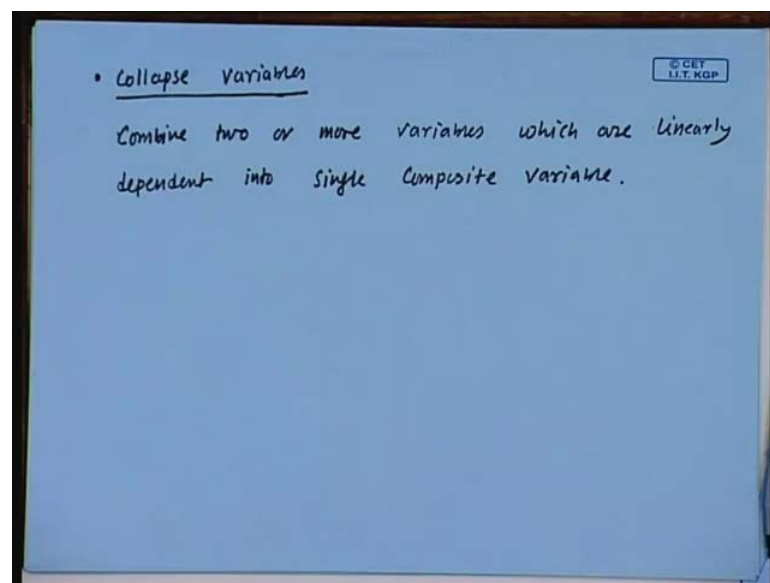 • Collapse variables
© CET
I.I.T. KGP
Combine two or more variables which are linearly
dependent into single composite variable.